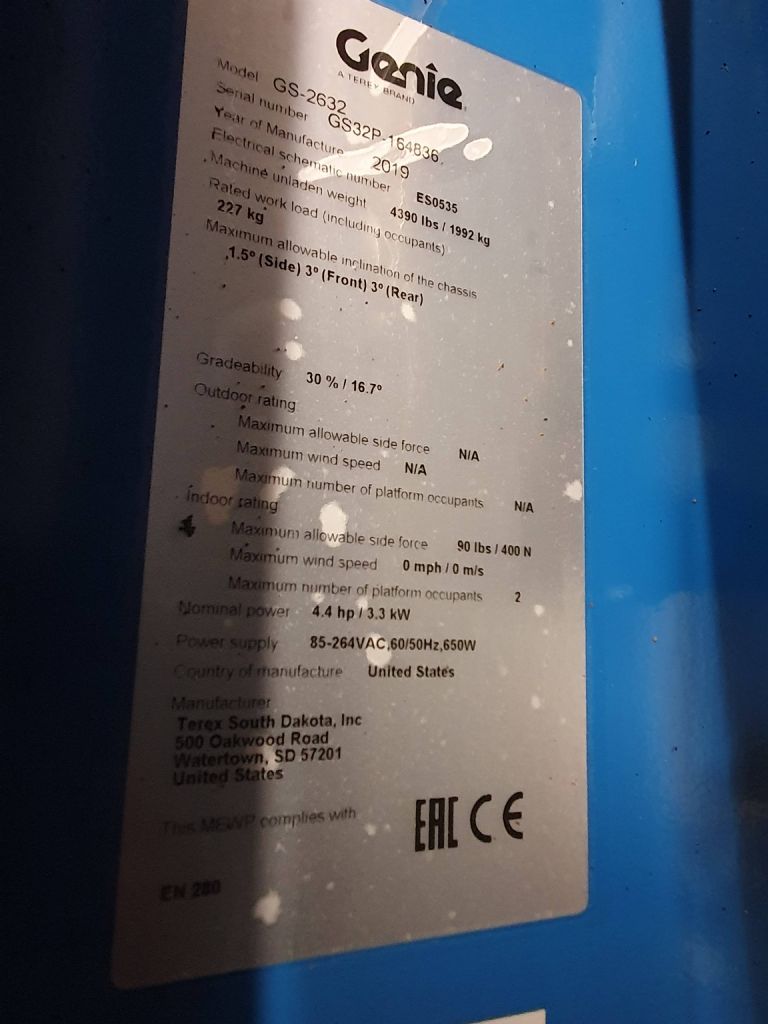 Genie
A TEREX BRAND
Model GS-2632
Serial number GS32P-164836
Year of Manufacture 2019
Electrical schematic number ES0535
Machine unladen weight 4390 lbs / 1992 kg
Rated work load (including occupants)
227 kg
Maximum allowable inclination of the chassis
1.5º (Side) 3º (Front) 3º (Rear)
Gradeability 30 % / 16.7º
Outdoor rating
Maximum allowable side force N/A
Maximum wind speed N/A
Maximum number of platform occupants N/A
Indoor rating
Maximum allowable side force 90 lbs / 400 N
Maximum wind speed 0 mph / 0 m/s
Maximum number of platform occupants 2
Nominal power 4.4 hp / 3.3 kW
Power supply 85-264VAC,60/50Hz,650W
Country of manufacture United States
Manufacturer
Terex South Dakota, Inc
500 Oakwood Road
Watertown, SD 57201
United States
This MEWP complies with EAC CE
EN 280